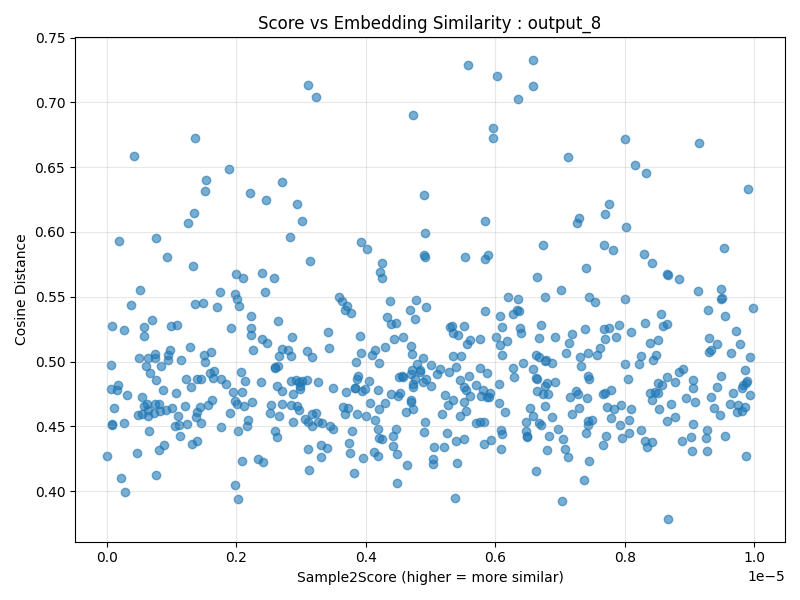 Score vs Embedding Similarity : output_8
Cosine Distance
0.75
0.70
0.65
0.60
0.55
0.50
0.45
0.40
0.0 0.2 0.4 0.6 0.8 1.0
1e−5
Sample2Score (higher = more similar)